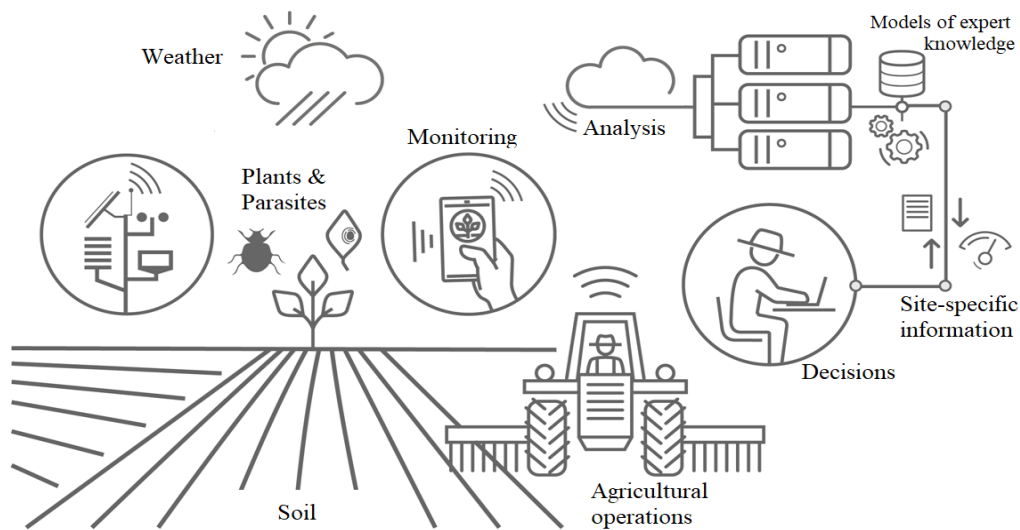 Weather
Models of expert
knowledge
Monitoring
Analysis
Plants &
Parasites
Site-specific
information
Decisions
Agricultural
operations
Soil